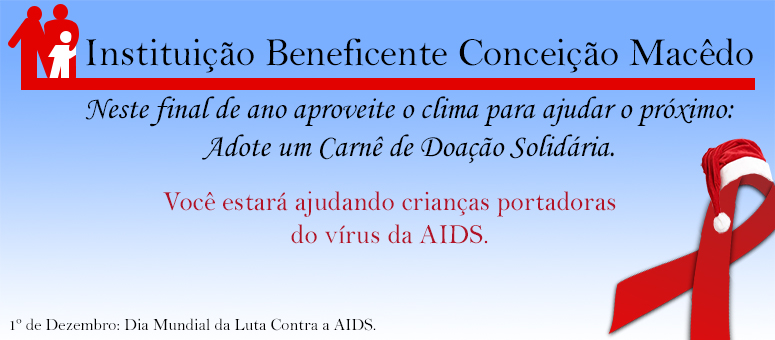 Instituição Beneficente Conceição Macêdo
Neste final de ano aproveite o clima para ajudar o próximo:
Adote um Carnê de Doação Solidária.
Você estará ajudando crianças portadoras
do vírus da AIDS.
1º de Dezembro: Dia Mundial da Luta Contra a AIDS.